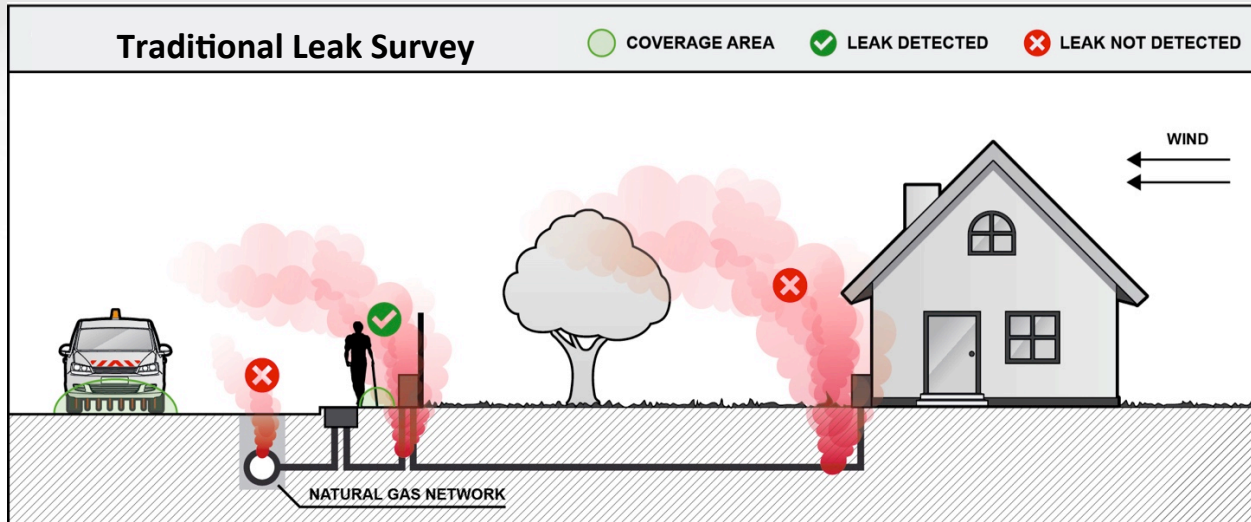 Traditional Leak Survey
COVERAGE AREA
LEAK DETECTED
LEAK NOT DETECTED
WIND
NATURAL GAS NETWORK